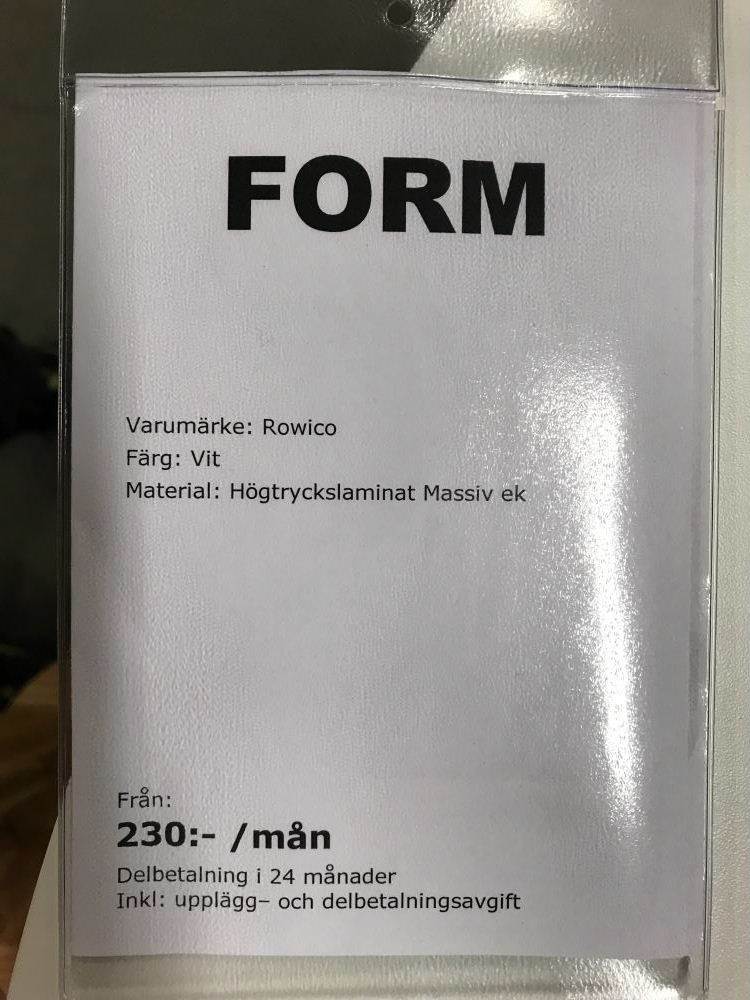 FORM
Varumärke: Rowico
Färg: Vit
Material: Högtryckslaminat Massiv ek
Från:
230:- /mån
Delbetalning i 24 månader
Inkl: upplägg- och delbetalningsavgift